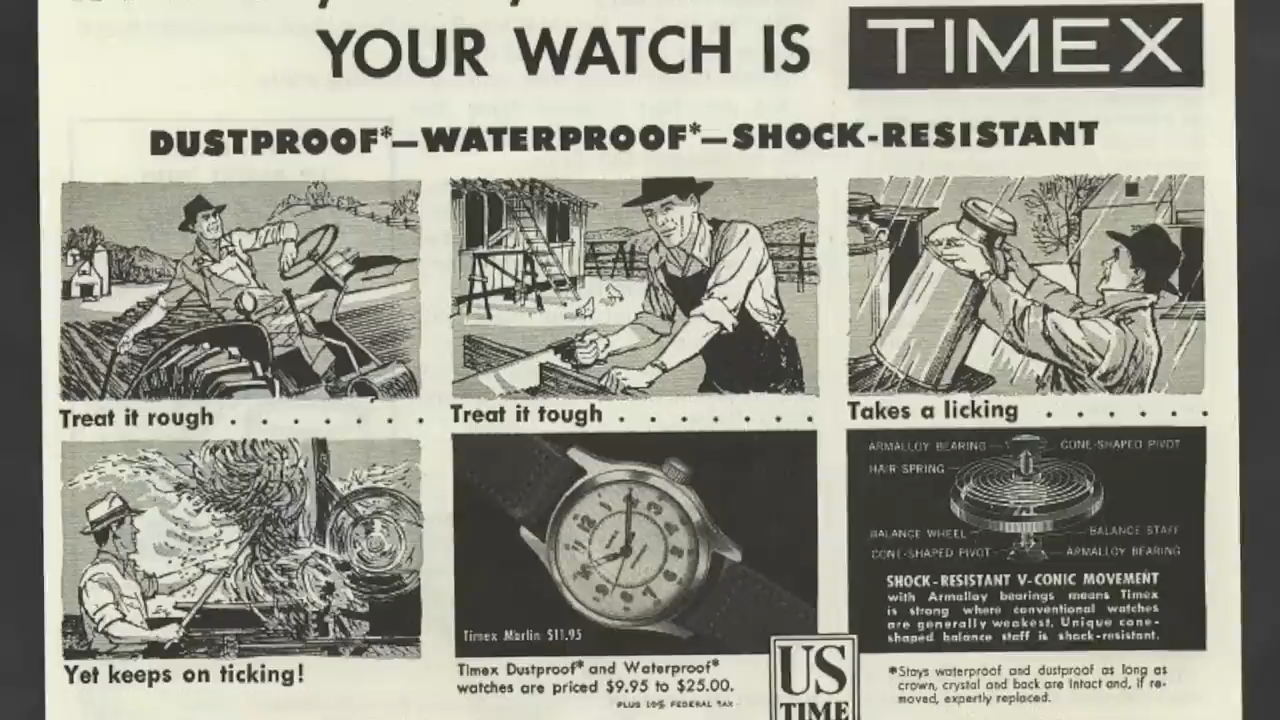 YOUR WATCH IS TIMEX
DUSTPROOF*—WATERPROOF*—SHOCK-RESISTANT
Treat it rough . . . . . . .
Treat it tough . . . . . . .
Takes a licking . . . . . .
Yet keeps on ticking!
Timex Marlin $11.95
Timex Dustproof* and Waterproof*
watches are priced $9.95 to $25.00.
PLUS 10% FEDERAL TAX
US
TIME
ARMALLOY BEARING
CONE-SHAPED PIVOT
HAIR SPRING
BALANCE WHEEL
BALANCE STAFF
CONE-SHAPED PIVOT
ARMALLOY BEARING
SHOCK-RESISTANT V-CONIC MOVEMENT
with Armalloy bearings means Timex
is strong where conventional watches
are generally weakest. Unique cone-
shaped balance staff is shock-resistant.
*Stays waterproof and dustproof as long as
crown, crystal and back are intact and, if re-
moved, expertly replaced.